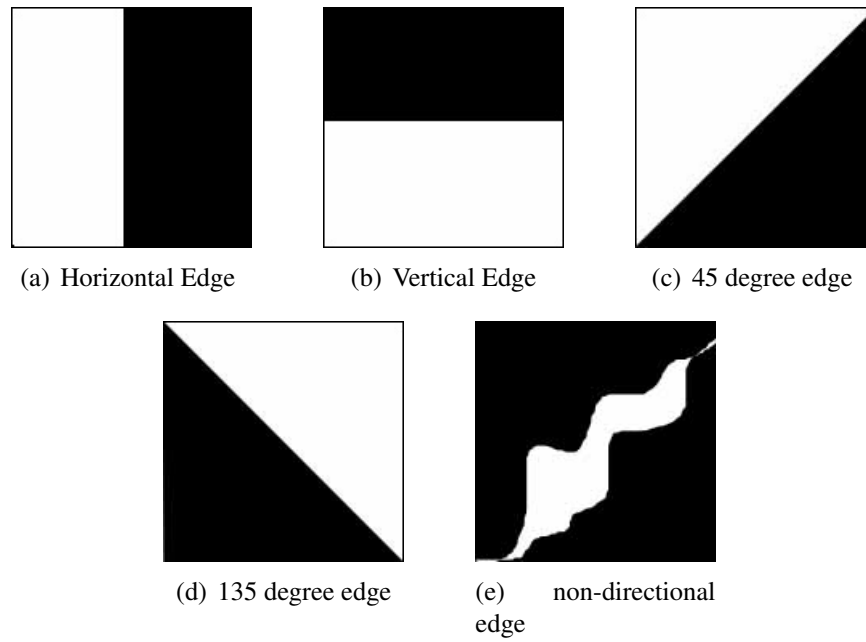 (a) Horizontal Edge
(b) Vertical Edge
(c) 45 degree edge
(d) 135 degree edge
(e) non-directional
edge